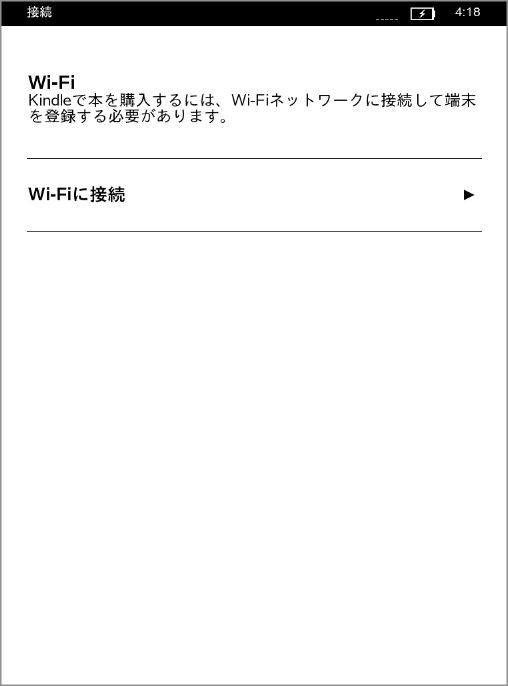 接続
4:18
Wi-Fi
Kindleで本を購入するには、Wi-Fiネットワークに接続して端末
を登録する必要があります。
Wi-Fiに接続